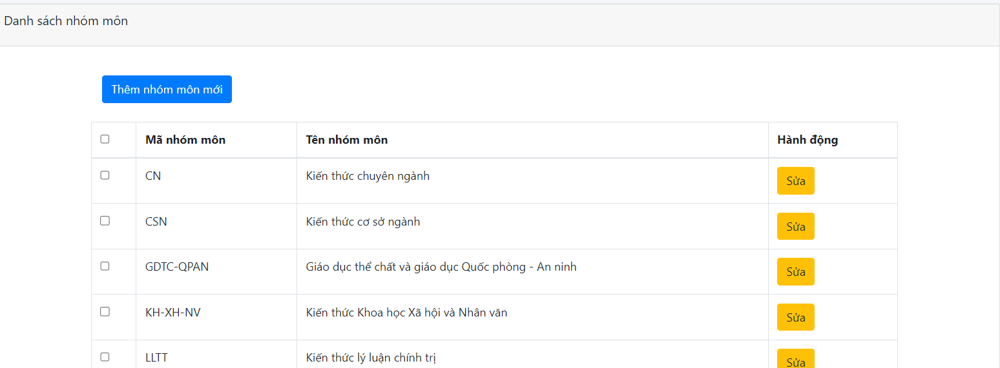 Danh sách nhóm môn
Thêm nhóm môn mới
Mã nhóm môn Tên nhóm môn Hành động
CN Kiến thức chuyên ngành Sửa
CSN Kiến thức cơ sở ngành Sửa
GDTC-QPAN Giáo dục thể chất và giáo dục Quốc phòng - An ninh Sửa
KH-XH-NV Kiến thức Khoa học Xã hội và Nhân văn Sửa
LLTT Kiến thức lý luận chính trị Sửa